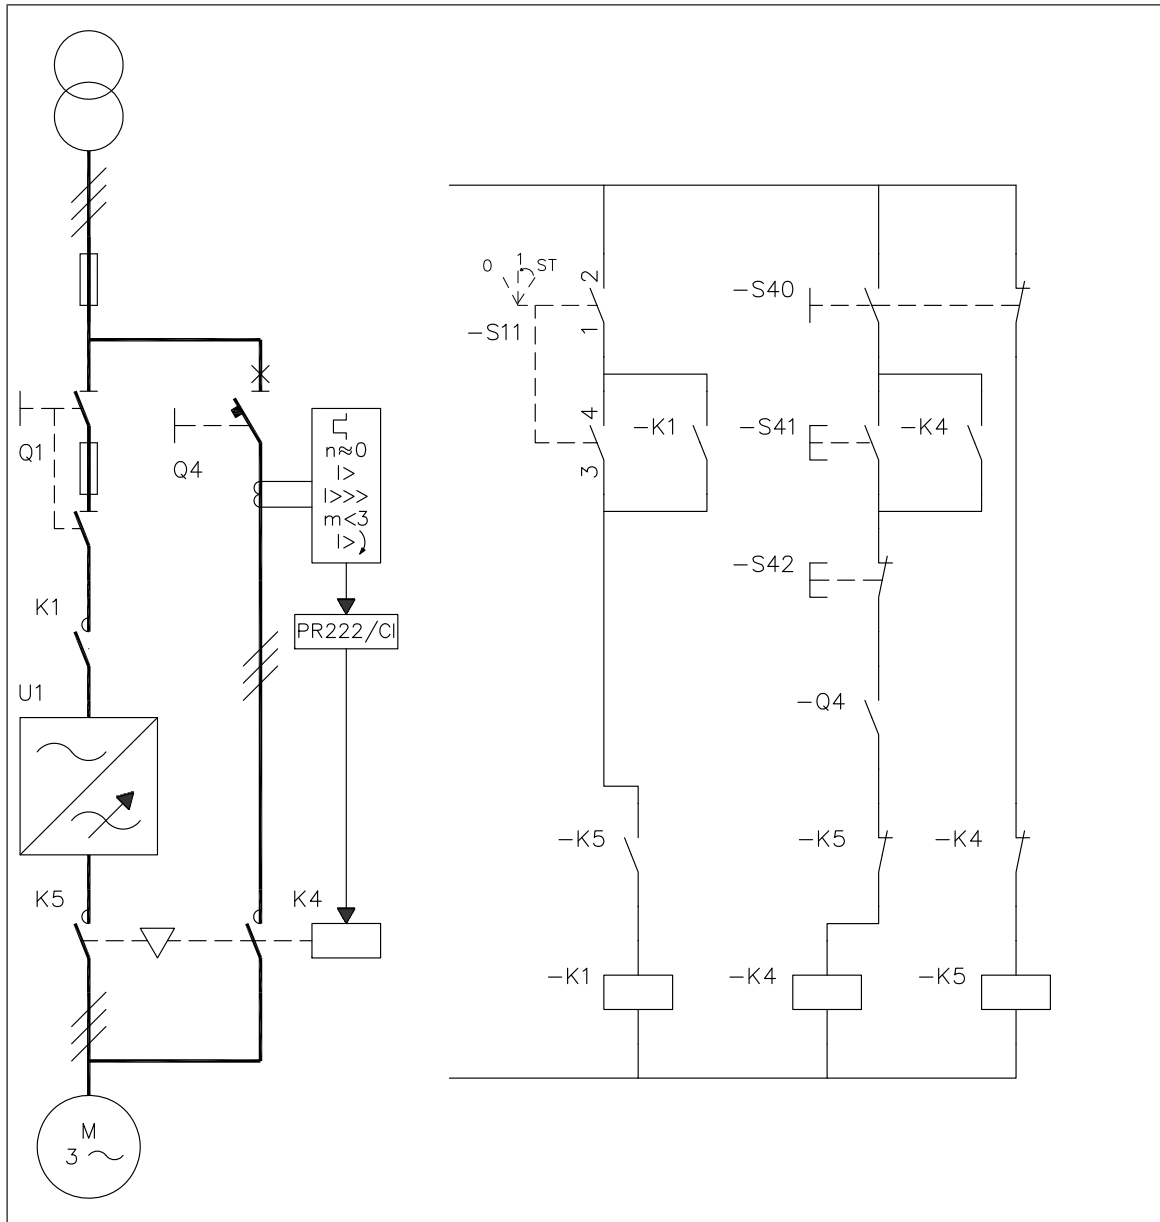 0
1
ST
2
-S11
1
4
3
-K1
-S40
-S41
-K4
-S42
-Q4
-K5
-K5
-K4
-K1
-K4
-K5
Q1
Q4
n≈0
I>
I>>>
m<3
I>
K1
PR222/CI
U1
K5
K4
M
3